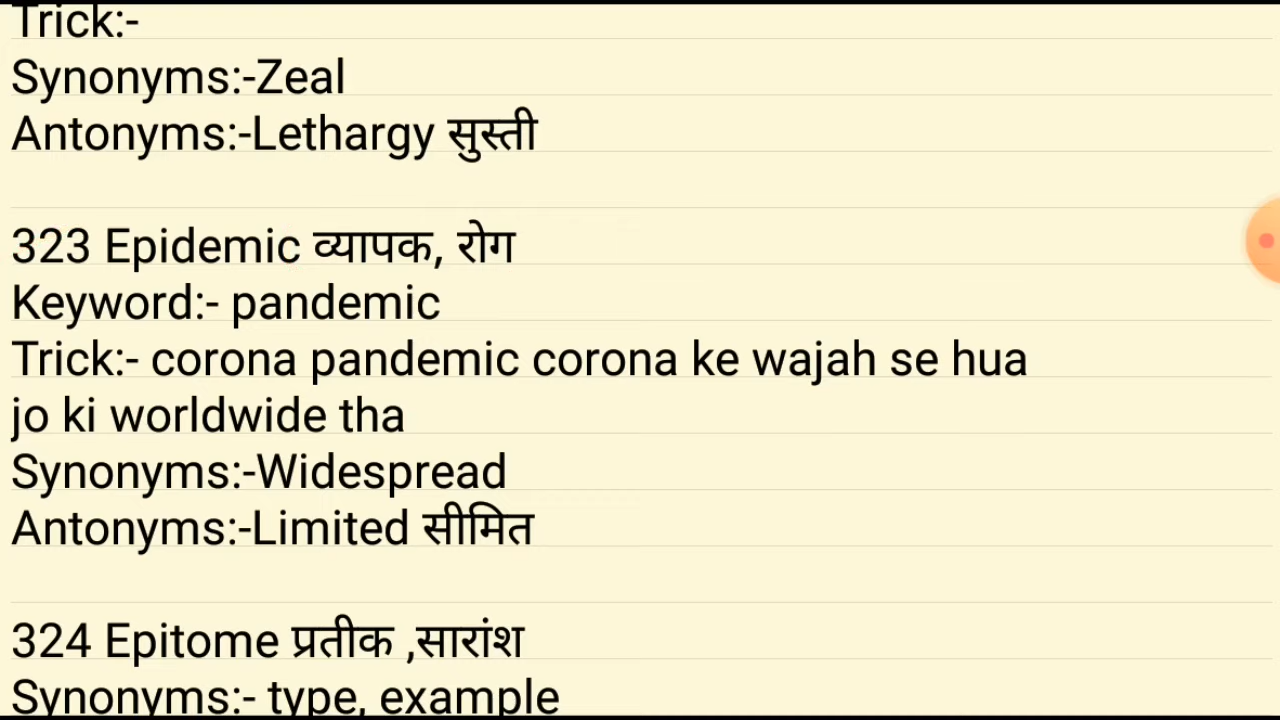 Trick:-
Synonyms:-Zeal
Antonyms:-Lethargy सुस्ती
323 Epidemic व्यापक, रोग
Keyword:- pandemic
Trick:- corona pandemic corona ke wajah se hua
jo ki worldwide tha
Synonyms:-Widespread
Antonyms:-Limited सीमित
324 Epitome प्रतीक ,सारांश
Synonyms:- type, example